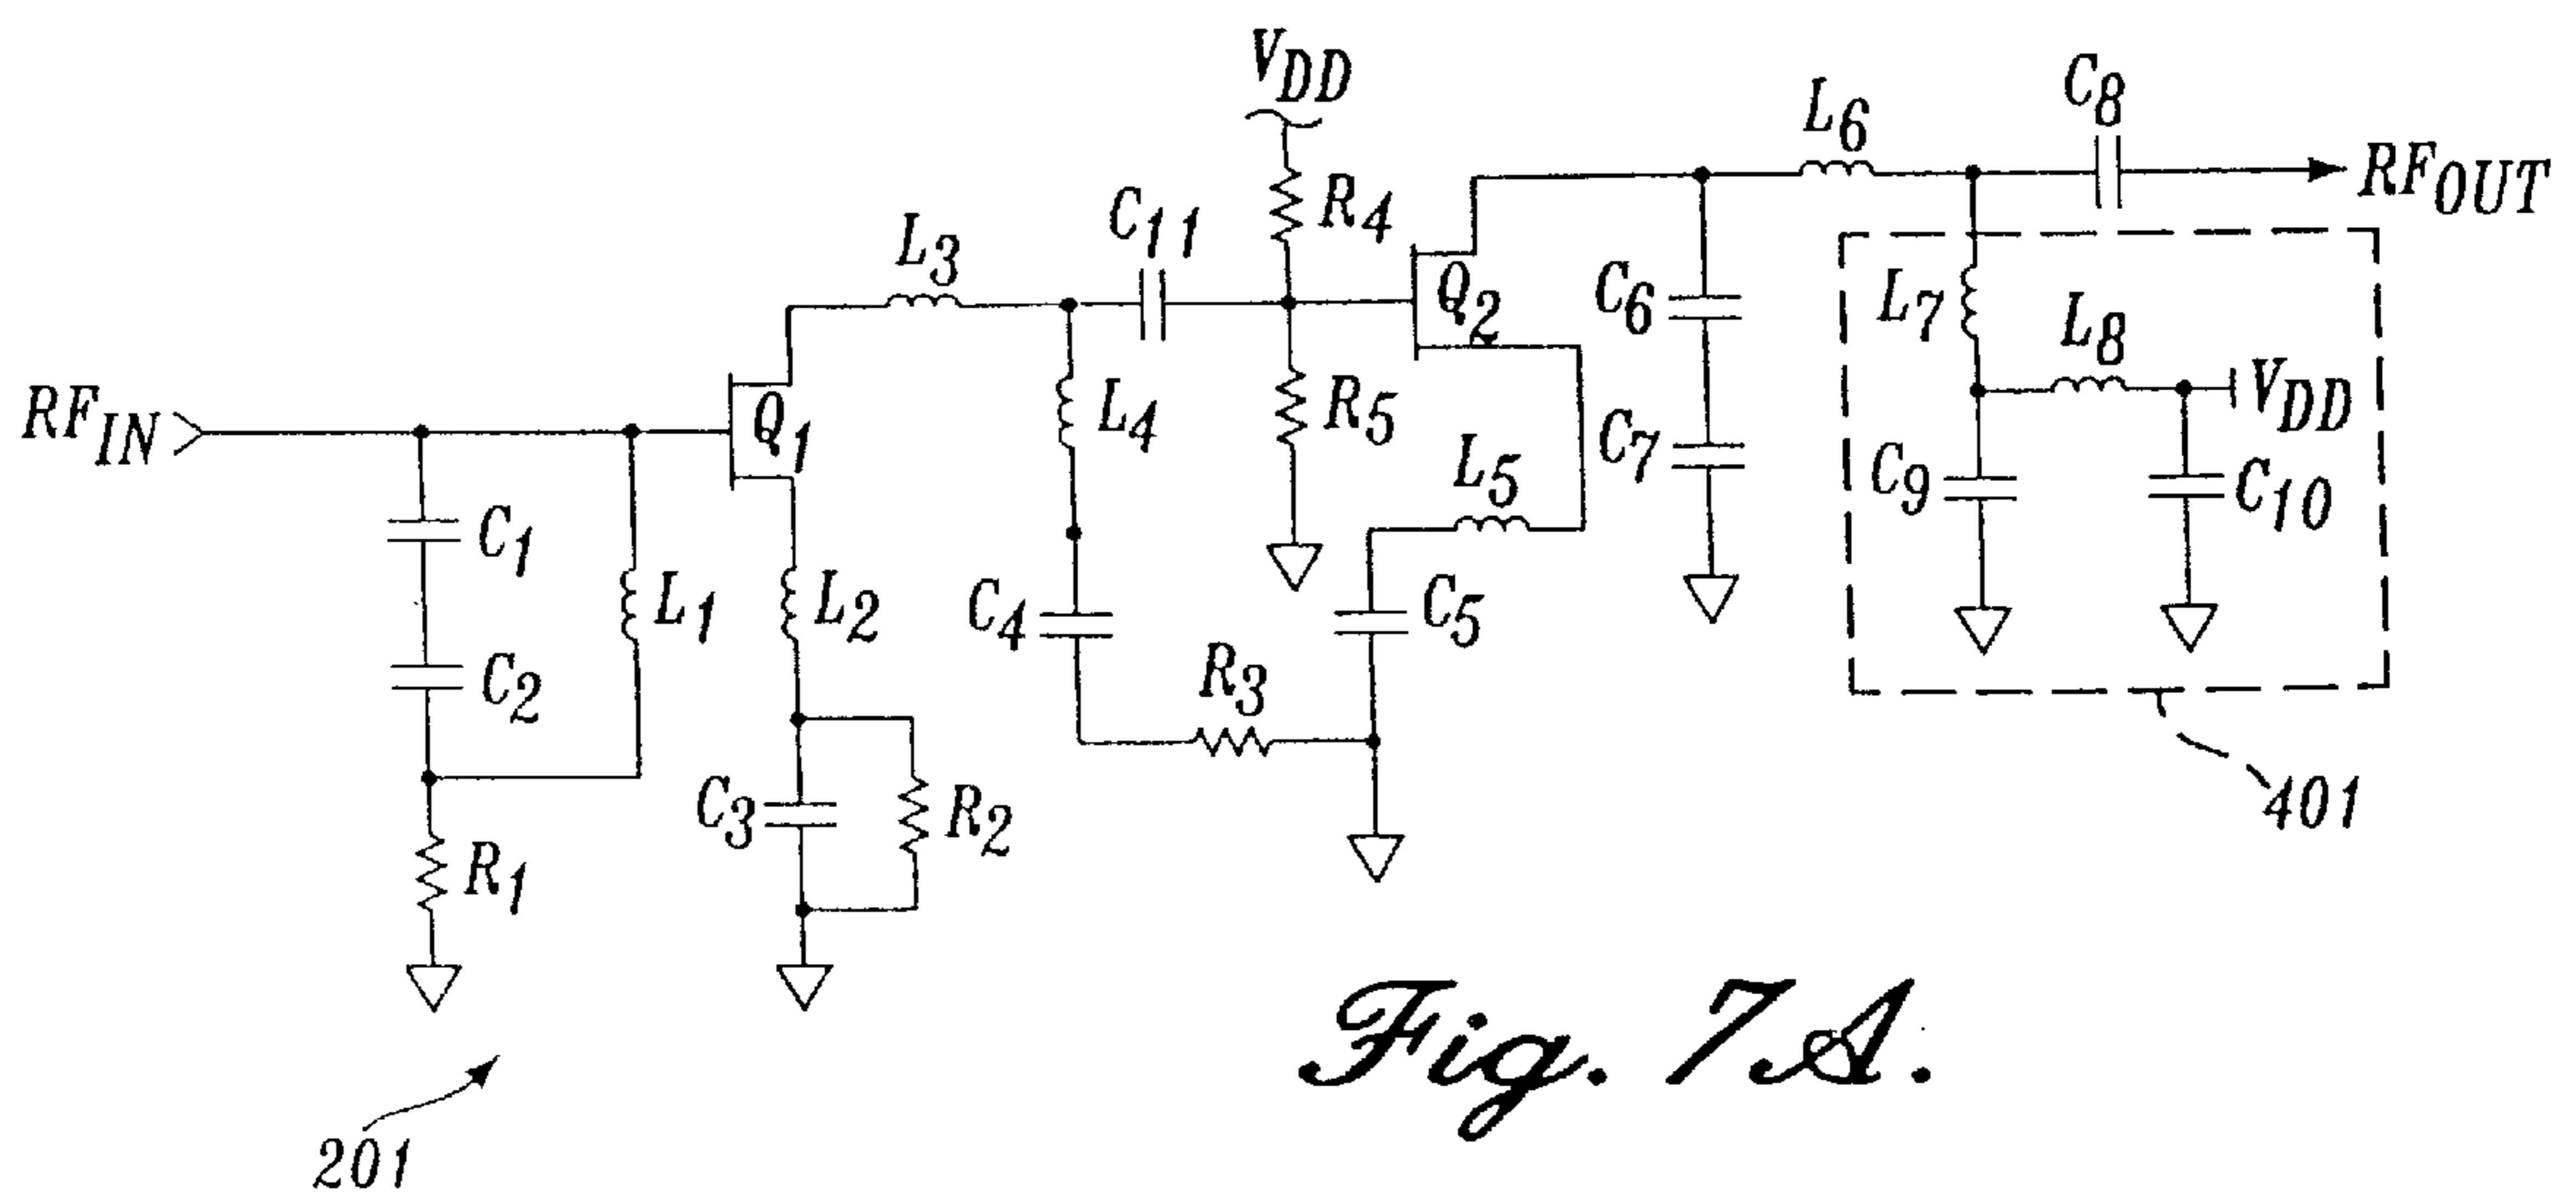 VDD
L6
C8
RFOUT
R4
C11
L3
Q2
C6
L7
L8
VDD
RFIN
Q1
L4
R5
C7
L5
C9
C10
C1
L1
L2
C4
C5
C2
R3
C3
R2
401
R1
Fig. 7A.
201